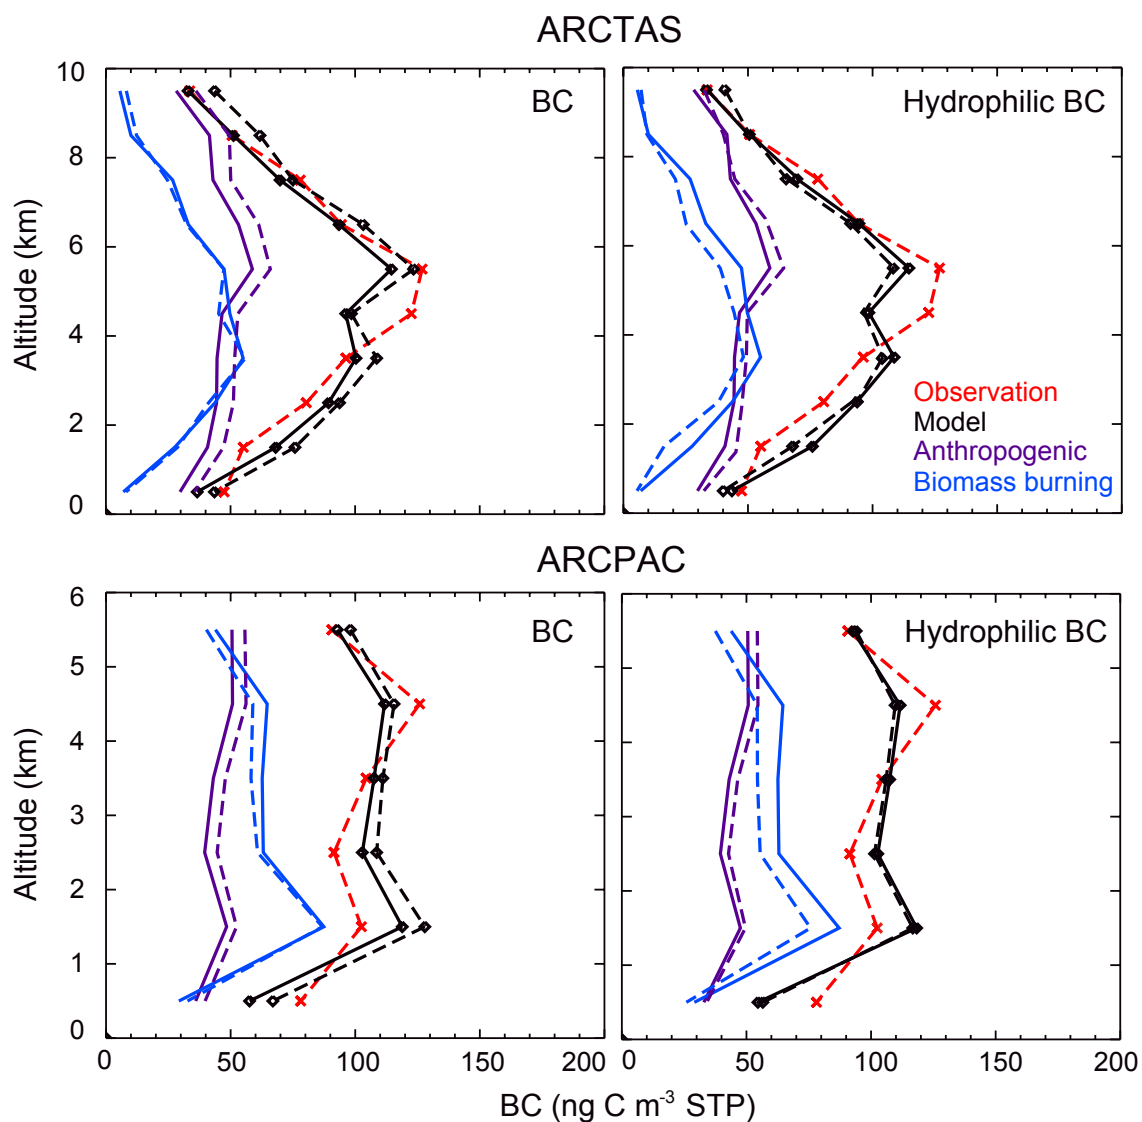 ARCTAS
BC
Hydrophilic BC
10
8
6
4
2
0
Altitude (km)
Observation
Model
Anthropogenic
Biomass burning
ARCPAC
BC
Hydrophilic BC
6
5
4
3
2
1
0
Altitude (km)
0 50 100 150 200
0 50 100 150 200
BC (ng C m⁻³ STP)